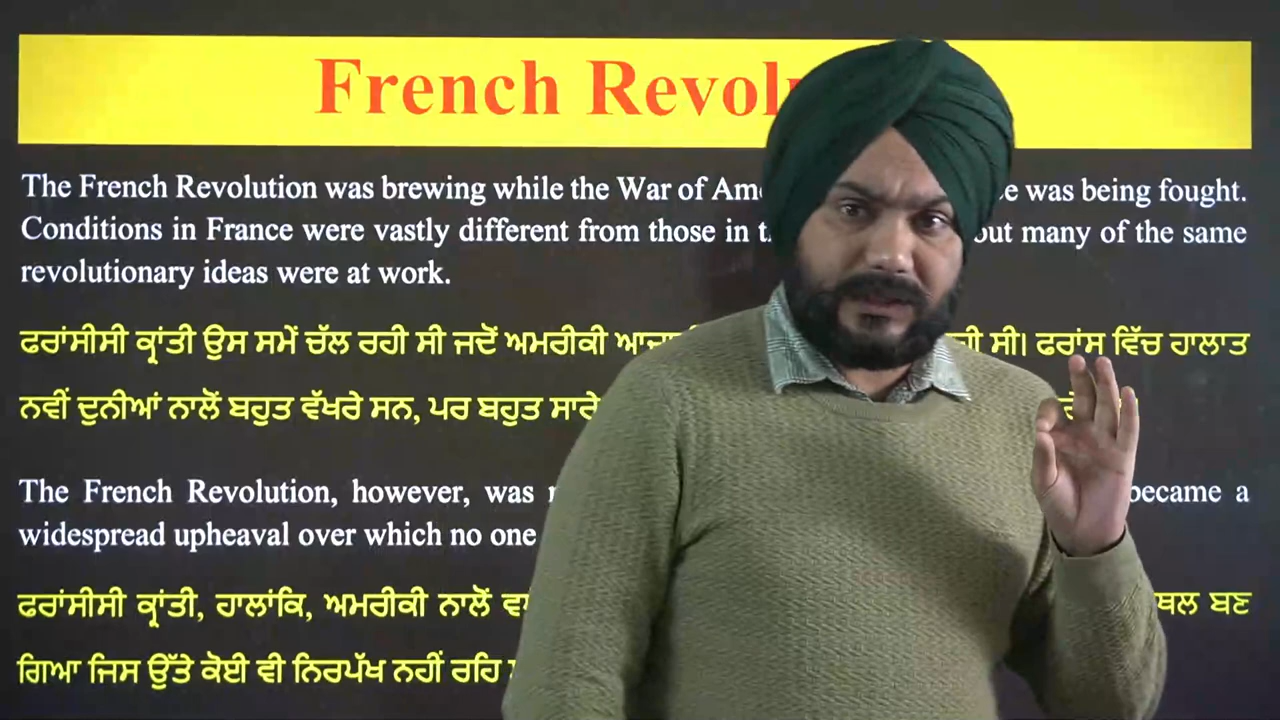 French
The French Revolution was brewing while the War of was being fought.
Conditions in France were vastly different from those in but many of the same
revolutionary ideas were at work.
ਫਰਾਂਸੀਸੀ ਕ੍ਰਾਂਤੀ ਉਸ ਸਮੇਂ ਚੱਲ ਰਹੀ ਸੀ ਜਦੋਂ ਅਮਰੀਕੀ ਸੀ। ਫਰਾਂਸ ਵਿੱਚ ਹਾਲਾਤ
ਨਵੀਂ ਦੁਨੀਆਂ ਨਾਲੋਂ ਬਹੁਤ ਵੱਖਰੇ ਸਨ, ਪਰ ਬਹੁਤ ਸਾਰੇ
The French Revolution, however, was became a
widespread upheaval over which no one
ਫਰਾਂਸੀਸੀ ਕ੍ਰਾਂਤੀ, ਹਾਲਾਂਕਿ, ਅਮਰੀਕੀ ਨਾਲੋਂ ਬਣ
ਗਿਆ ਜਿਸ ਉੱਤੇ ਕੋਈ ਵੀ ਨਿਰਪੱਖ ਨਹੀਂ ਰਹਿ